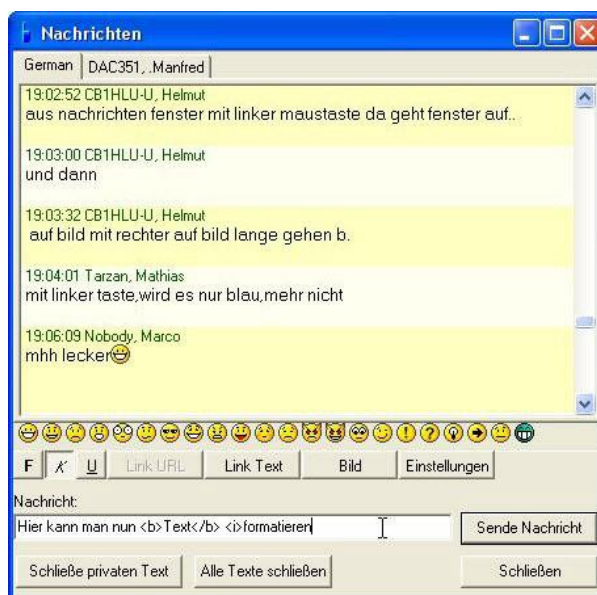 Nachrichten
German
DAC351, .Manfred
19:02:52 CB1HLU-U, Helmut
aus nachrichten fenster mit linker maustaste da geht fenster auf..
19:03:00 CB1HLU-U, Helmut
und dann
19:03:32 CB1HLU-U, Helmut
auf bild mit rechter auf bild lange gehen b.
19:04:01 Tarzan, Mathias
mit linker taste,wird es nur blau,mehr nicht
19:06:09 Nobody, Marco
mhh lecker
F K U Link URL Link Text Bild Einstellungen
Nachricht:
Hier kann man nun <b>Text</b> <i>formatieren
Sende Nachricht
Schließe privaten Text Alle Texte schließen Schließen